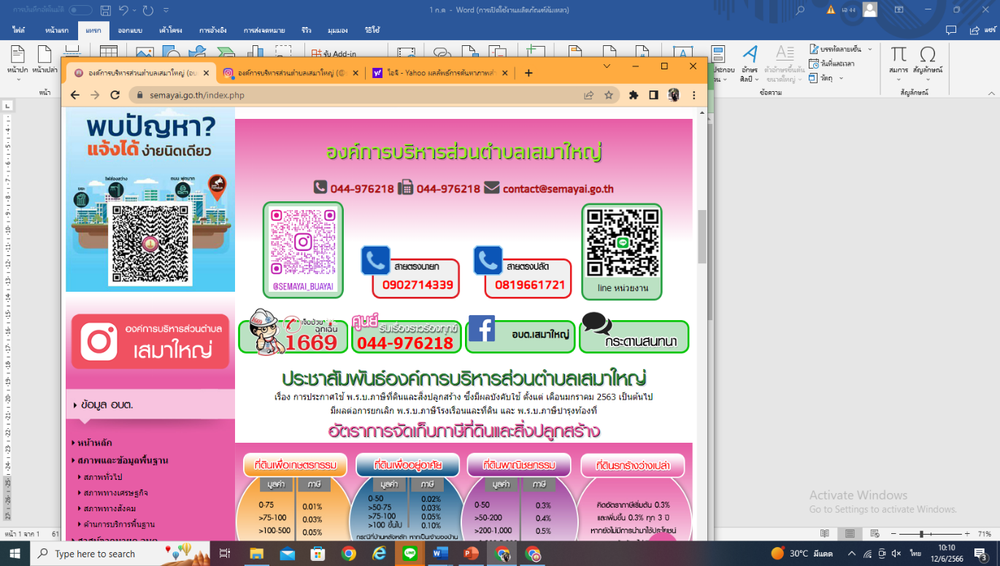 การบันทึกอัตโนมัติ
1 ก.ค - Word (การเปิดใช้งานผลิตภัณฑ์ล้มเหลว)
เอ งง
ไฟล์ หน้าแรก แทรก ออกแบบ เค้าโครง การอ้างอิง การส่งจดหมาย รีวิว มุมมอง วิธีใช้ แชร์
หน้าปก หน้าเปล่า
รับ Add-in
อักษรศิลป์
ตัวอักษรขึ้นต้นขนาดใหญ่
บรรทัดลายเซ็น
วันที่และเวลา
วัตถุ
สมการ สัญลักษณ์
หน้า ข้อความ สัญลักษณ์
องค์การบริหารส่วนตำบลเสมาใหญ่ (อบ
องค์การบริหารส่วนตำบลเสมาใหญ่ (@
ไอจี - Yahoo ผลลัพธ์การค้นหาภาพสำ
semayai.go.th/index.php
พบปัญหา?
แจ้งได้ ง่ายนิดเดียว
ไฟส่องสว่าง
ถนน ฟุตบาท
ขยะ
องค์การบริหารส่วนตำบล
เสมาใหญ่
ข้อมูล อบต.
หน้าหลัก
สภาพและข้อมูลพื้นฐาน
สภาพทั่วไป
สภาพทางเศรษฐกิจ
สภาพทางสังคม
ด้านการบริการพื้นฐาน
องค์การบริหารส่วนตำบลเสมาใหญ่
044-976218 044-976218 contact@semayai.go.th
@SEMAYAI_BUAYAI
สายตรงนายก
0902714339
สายตรงปลัด
0819661721
line หน่วยงาน
เจ็บป่วยฉุกเฉิน
1669
ศูนย์รับเรื่องราวร้องทุกข์
044-976218
อบต.เสมาใหญ่
กระดานสนทนา
ประชาสัมพันธ์องค์การบริหารส่วนตำบลเสมาใหญ่
เรื่อง การประกาศใช้ พ.ร.บ.ภาษีที่ดินและสิ่งปลูกสร้าง ซึ่งมีผลบังคับใช้ ตั้งแต่ เดือนมกราคม 2563 เป็นต้นไป
มีผลต่อการยกเลิก พ.ร.บ.ภาษีโรงเรือนและที่ดิน และ พ.ร.บ.ภาษีบำรุงท้องที่
อัตราการจัดเก็บภาษีที่ดินและสิ่งปลูกสร้าง
ที่ดินเพื่อเกษตรกรรม
มูลค่า ภาษี
0-75 0.01%
>75-100 0.03%
>100-500 0.05%
ที่ดินเพื่ออยู่อาศัย
มูลค่า ภาษี
0-50 0.02%
>50-75 0.03%
>75-100 0.05%
>100 ขึ้นไป 0.10%
กรณีที่บ้านหลังหลัก หากเป็นเจ้าของบ้าน
ที่ดินพาณิชยกรรม
มูลค่า ภาษี
0-50 0.3%
>50-200 0.4%
>200-1,000 0.5%
ที่ดินรกร้างว่างเปล่า
คิดอัตราภาษีเริ่มต้น 0.3%
และเพิ่มขึ้น 0.3% ทุก 3 ปี
หากยังไม่มีการนำมาใช้ประโยชน์
Activate Windows
Go to Settings to activate Windows.
หน้า 1 จาก 1 61
71%
Type here to search
30°C มีแดด
ไทย
10:10
12/6/2566
3